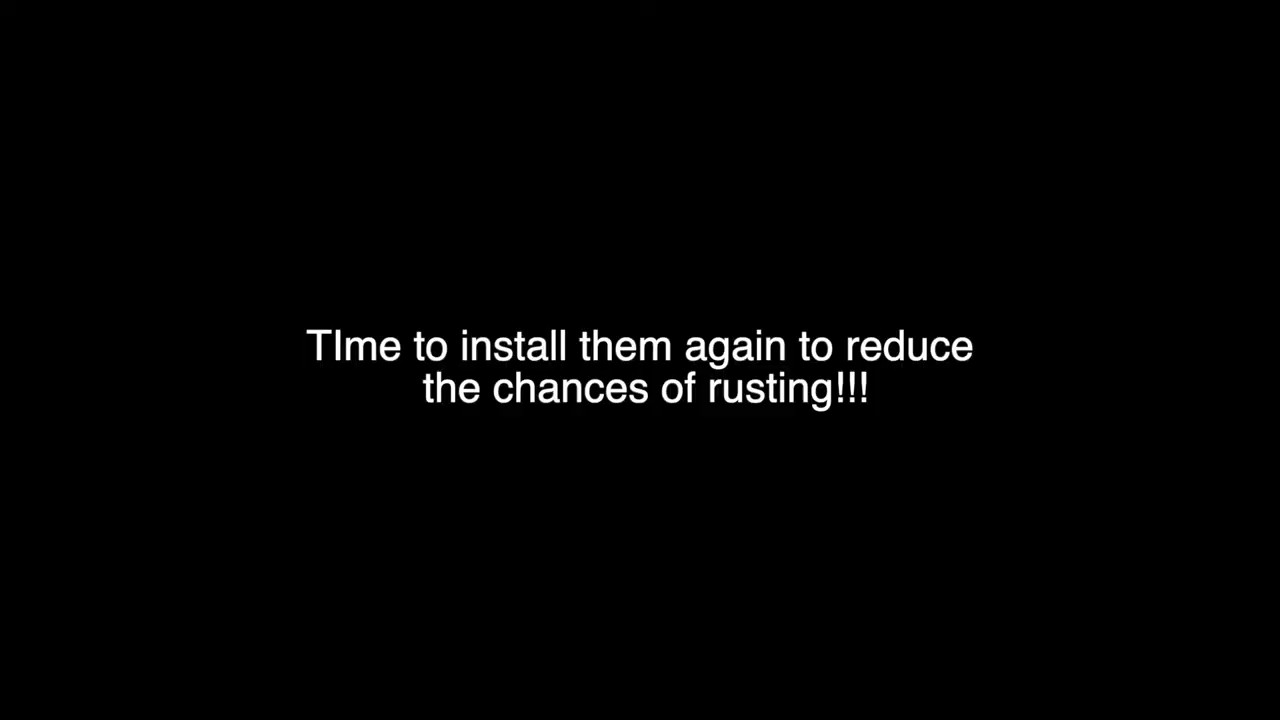 TIme to install them again to reduce
the chances of rusting!!!